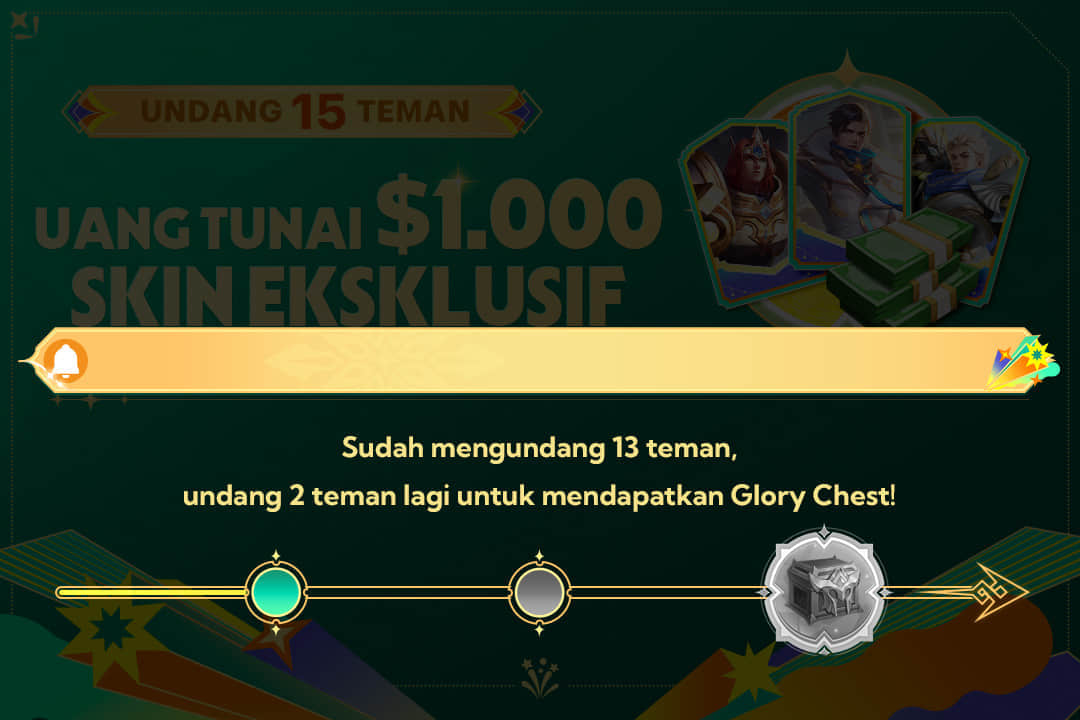 UNDANG 15 TEMAN
UANG TUNAI $1.000
SKIN EKSKLUSIF
Sudah mengundang 13 teman,
undang 2 teman lagi untuk mendapatkan Glory Chest!